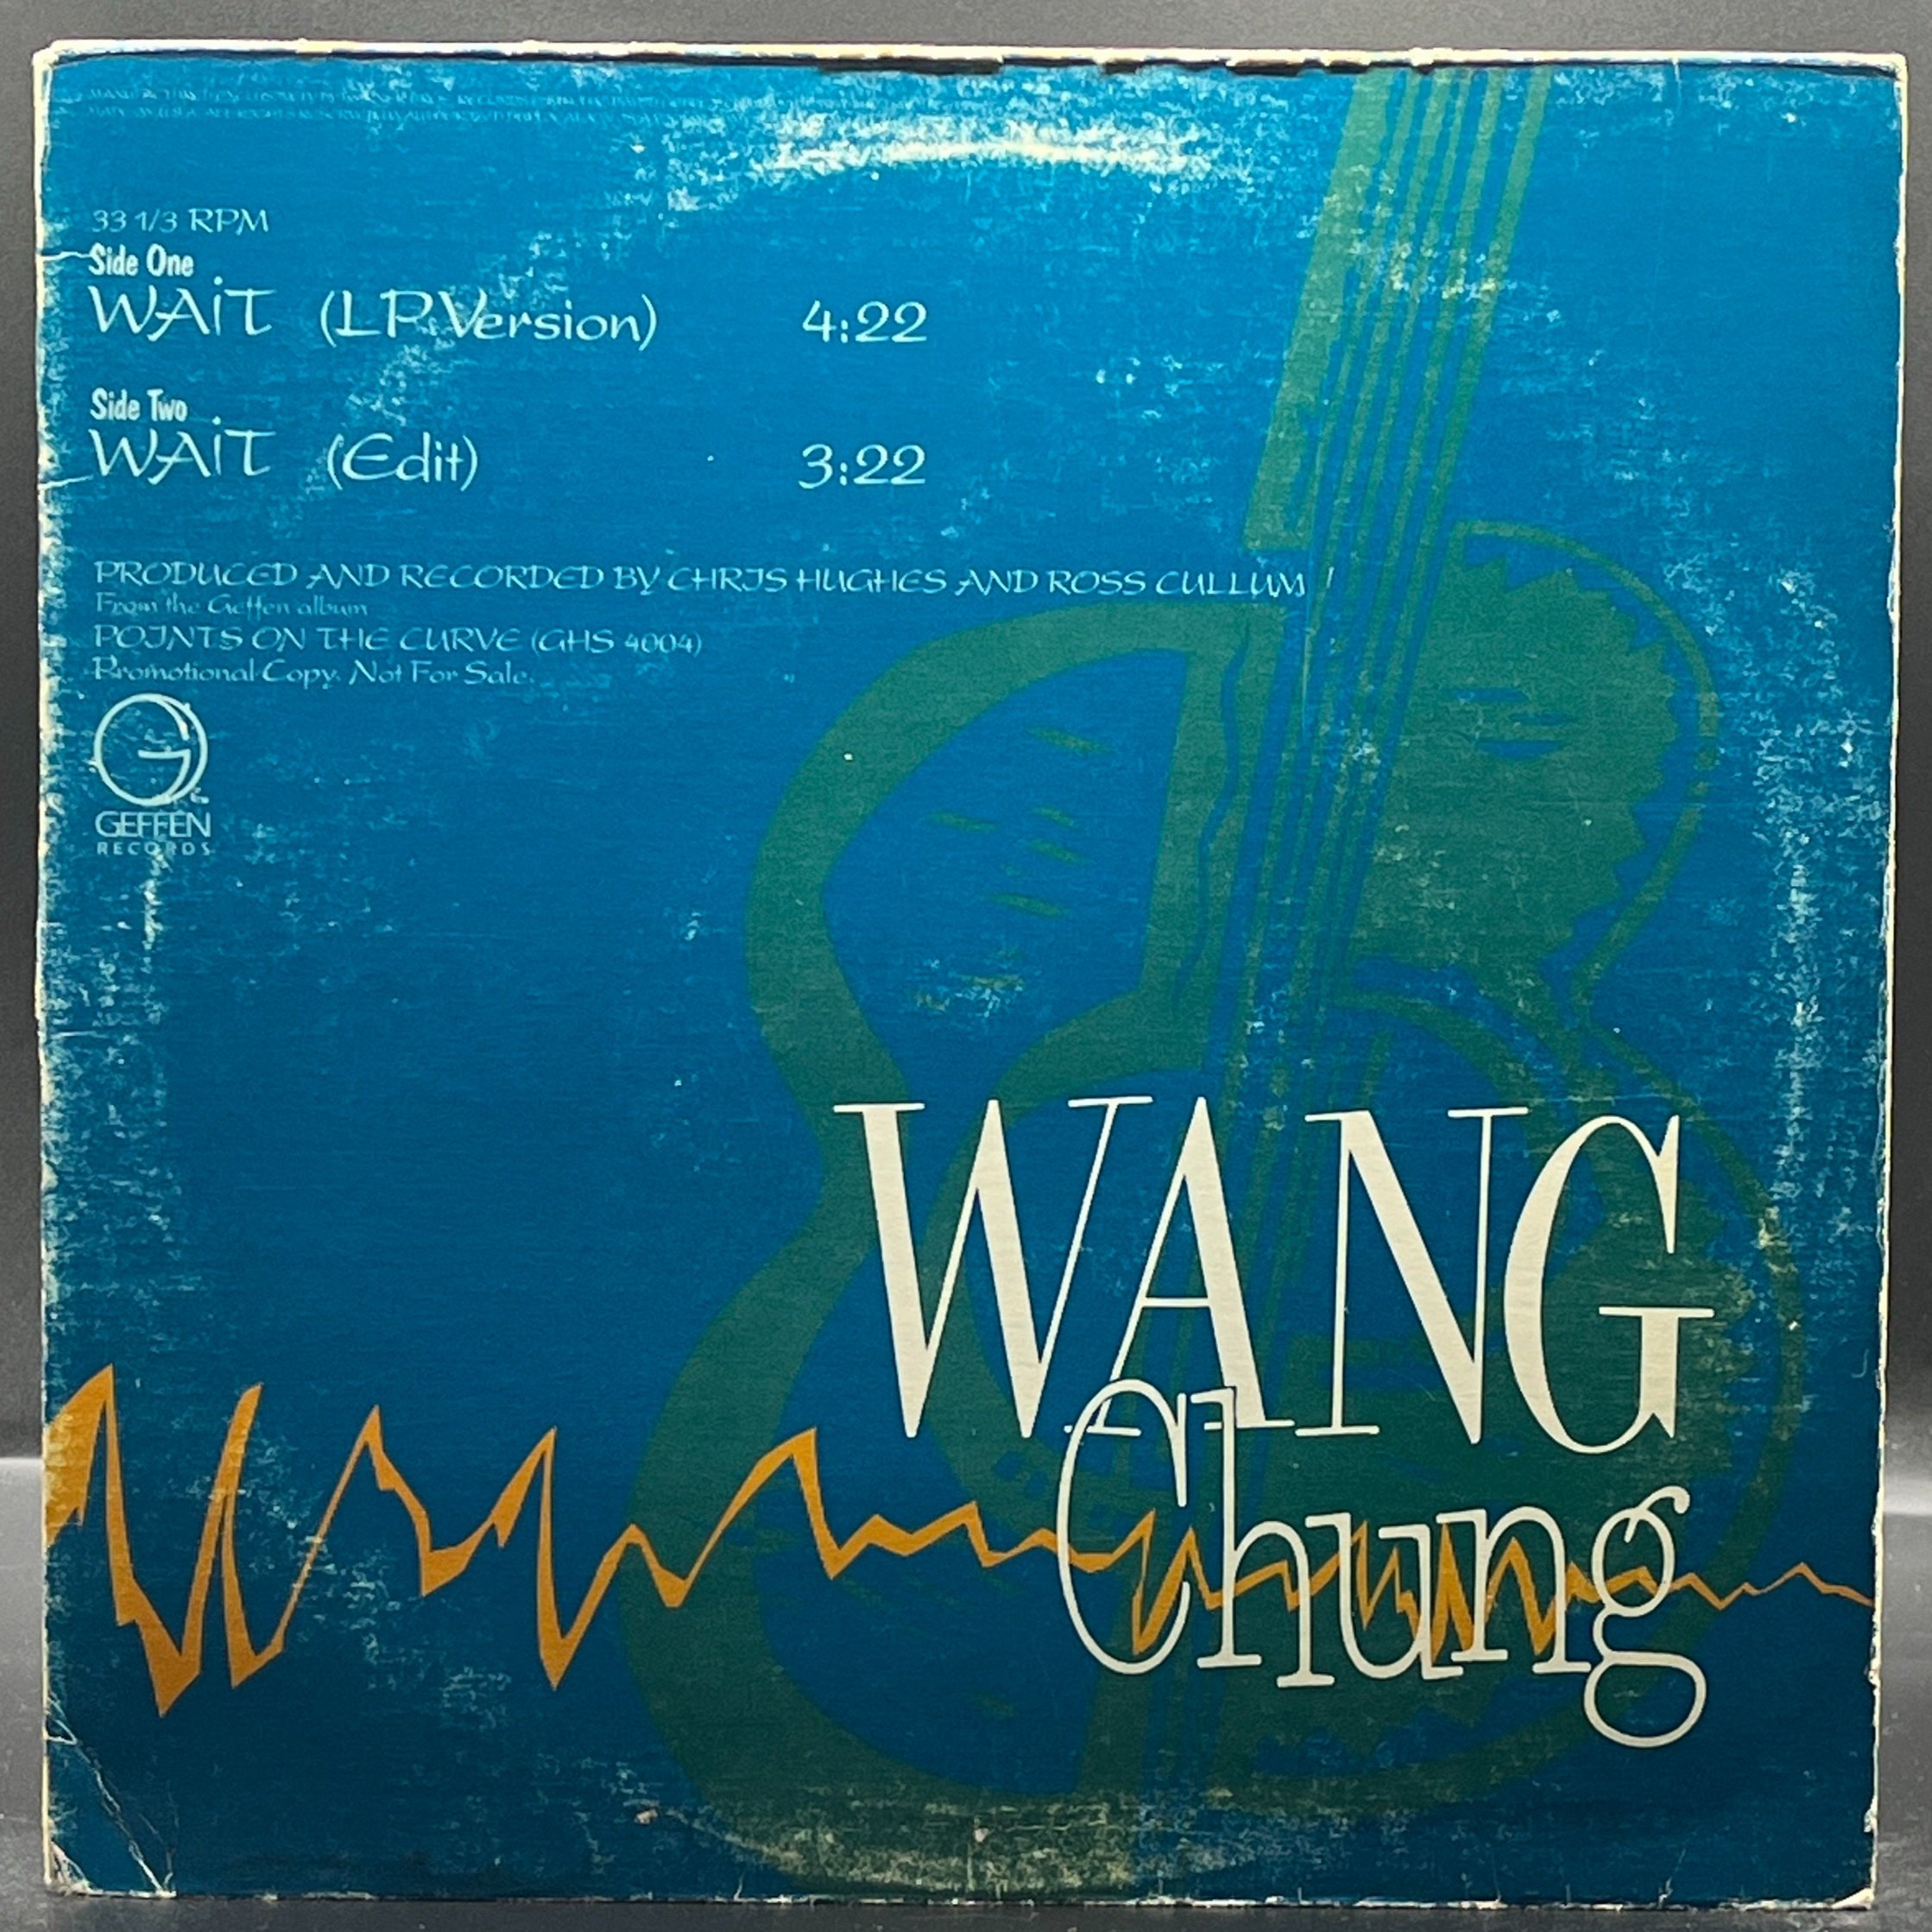 33 1/3 RPM
Side One
WAIT (LP Version) 4:22
Side Two
WAIT (Edit) 3:22
PRODUCED AND RECORDED BY CHRIS HUGHES AND ROSS CULLUM
From the Geffen album
POINTS ON THE CURVE (GHS 4004)
Promotional Copy. Not For Sale.
G
GEFFEN
RECORDS
WANG
Chung